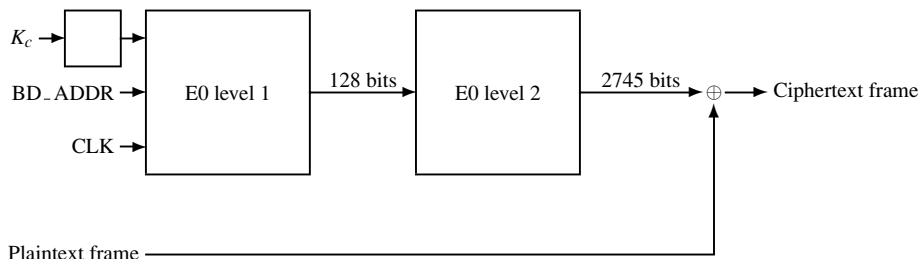 K_c
BD_ADDR
CLK
E0 level 1
128 bits
E0 level 2
2745 bits
⊕
Ciphertext frame
Plaintext frame